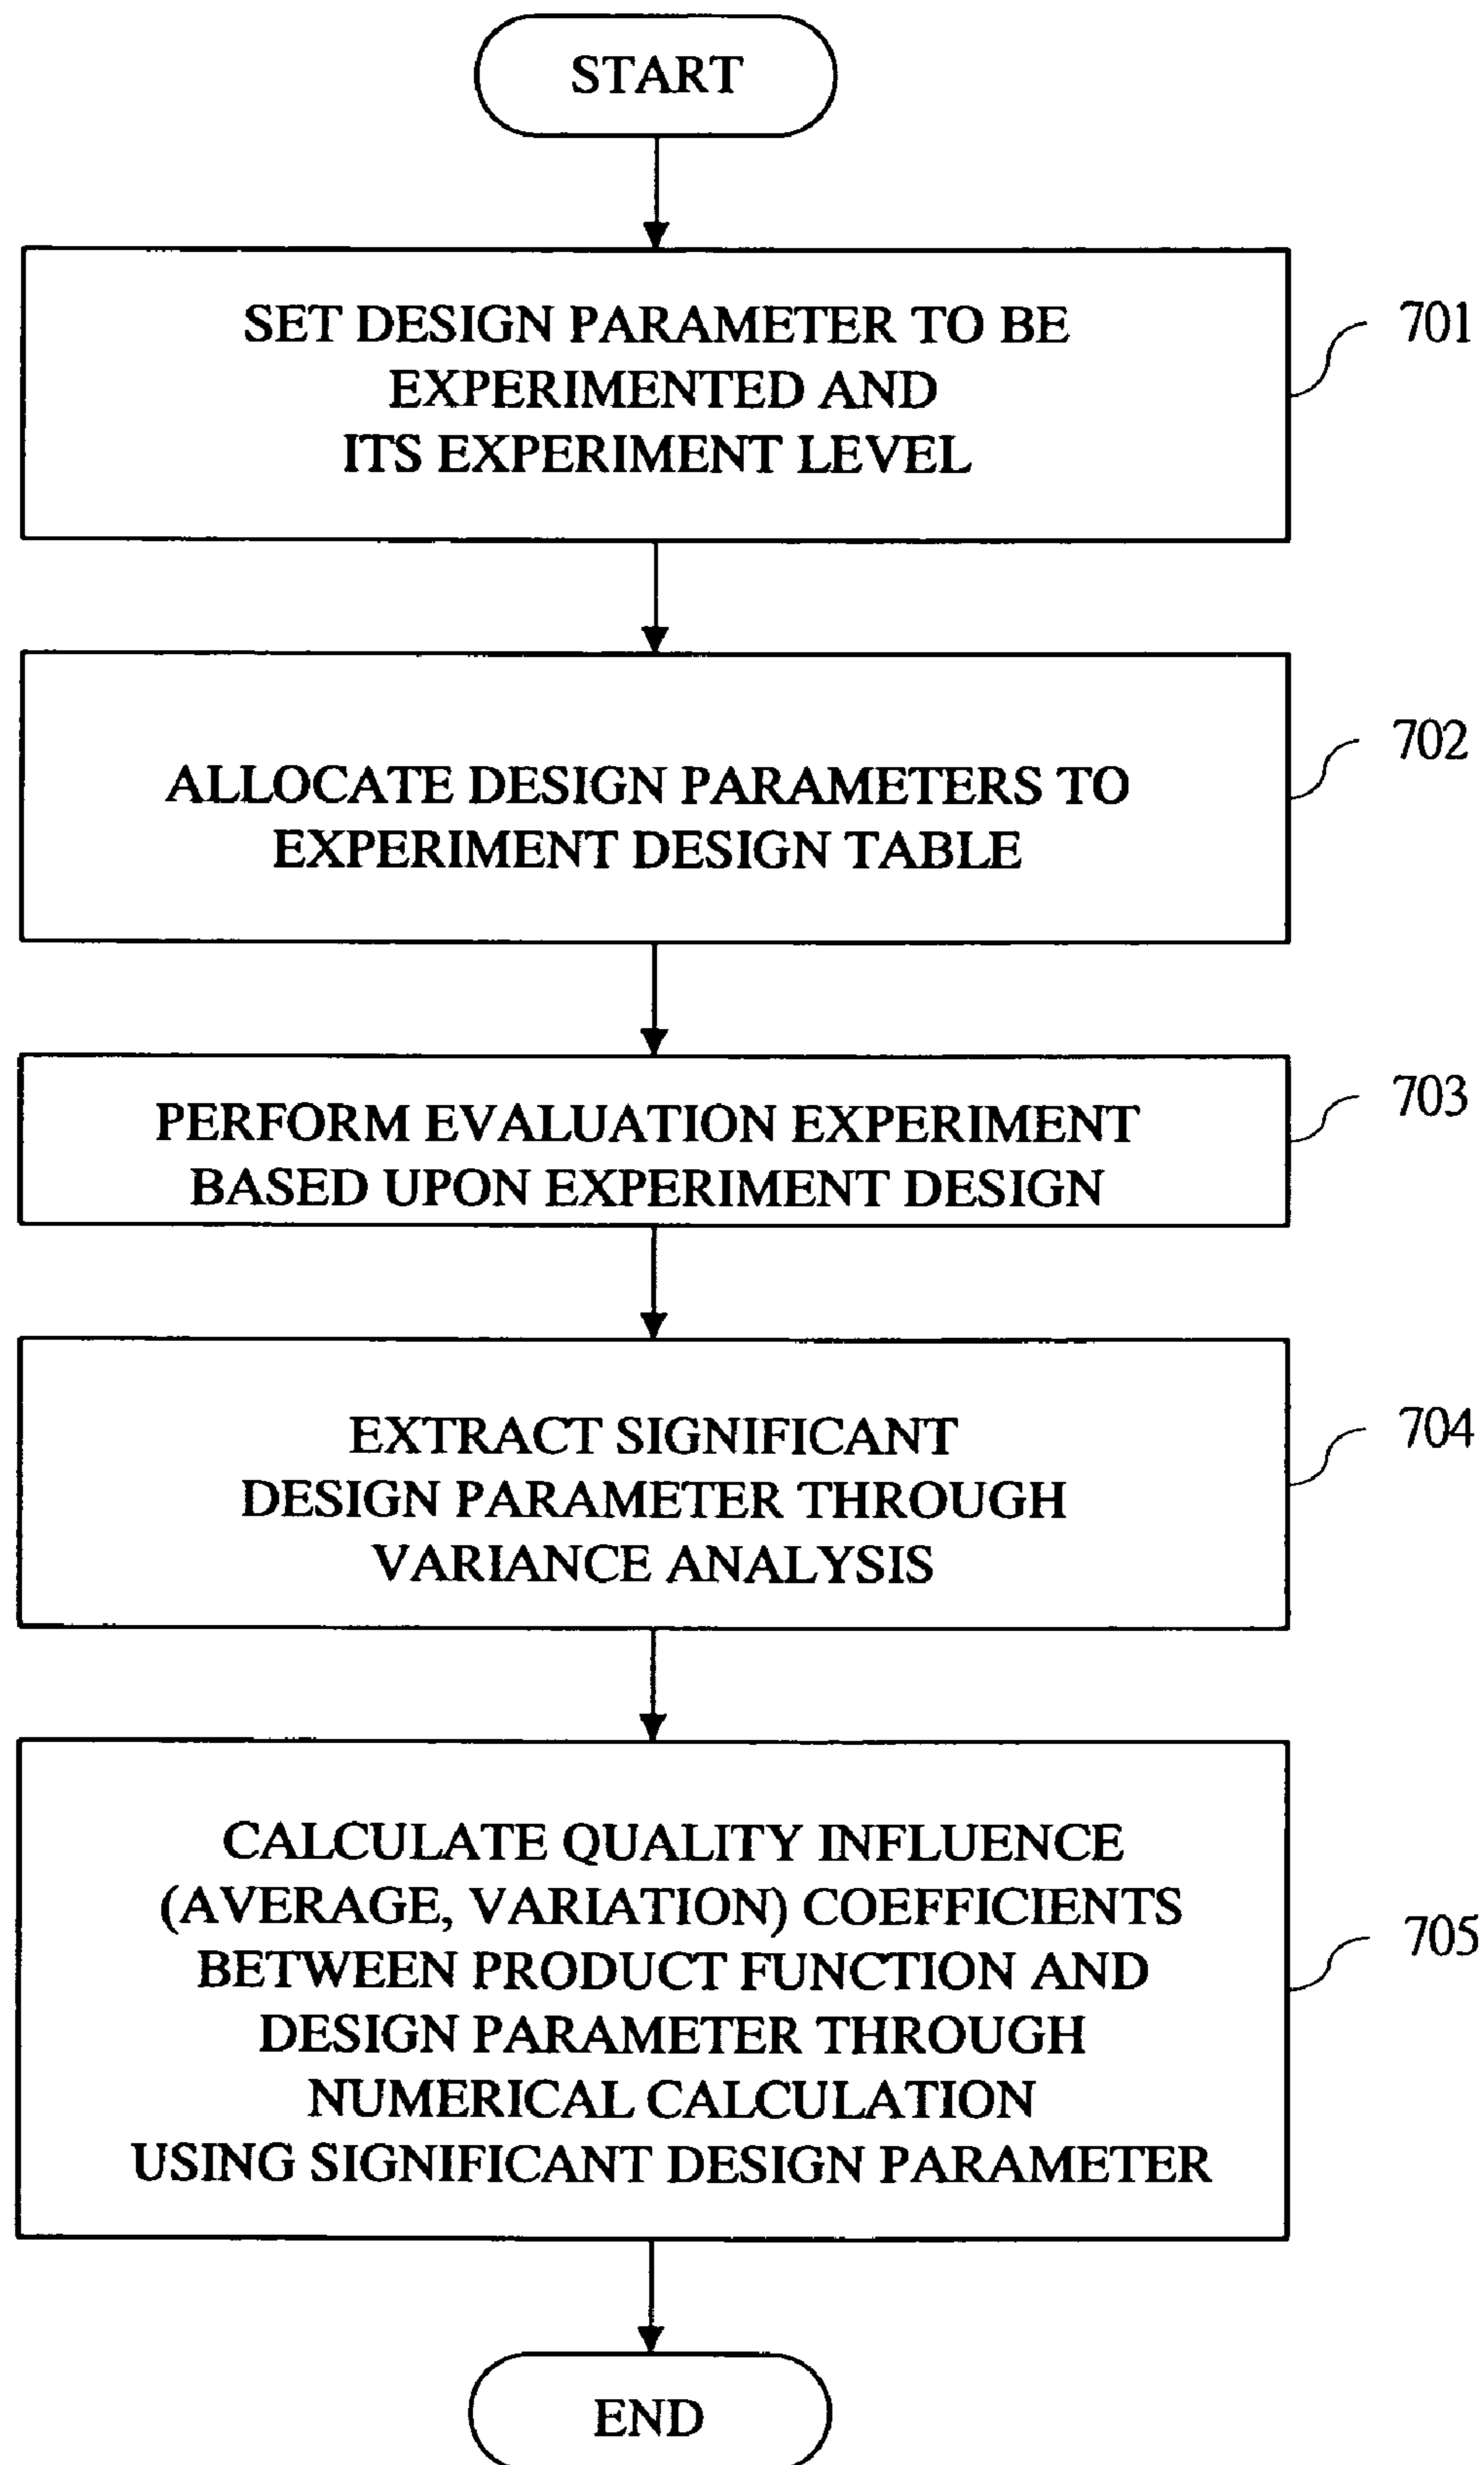 START
SET DESIGN PARAMETER TO BE
EXPERIMENTED AND
ITS EXPERIMENT LEVEL
701
ALLOCATE DESIGN PARAMETERS TO
EXPERIMENT DESIGN TABLE
702
PERFORM EVALUATION EXPERIMENT
BASED UPON EXPERIMENT DESIGN
703
EXTRACT SIGNIFICANT
DESIGN PARAMETER THROUGH
VARIANCE ANALYSIS
704
CALCULATE QUALITY INFLUENCE
(AVERAGE, VARIATION) COEFFICIENTS
BETWEEN PRODUCT FUNCTION AND
DESIGN PARAMETER THROUGH
NUMERICAL CALCULATION
USING SIGNIFICANT DESIGN PARAMETER
705
END